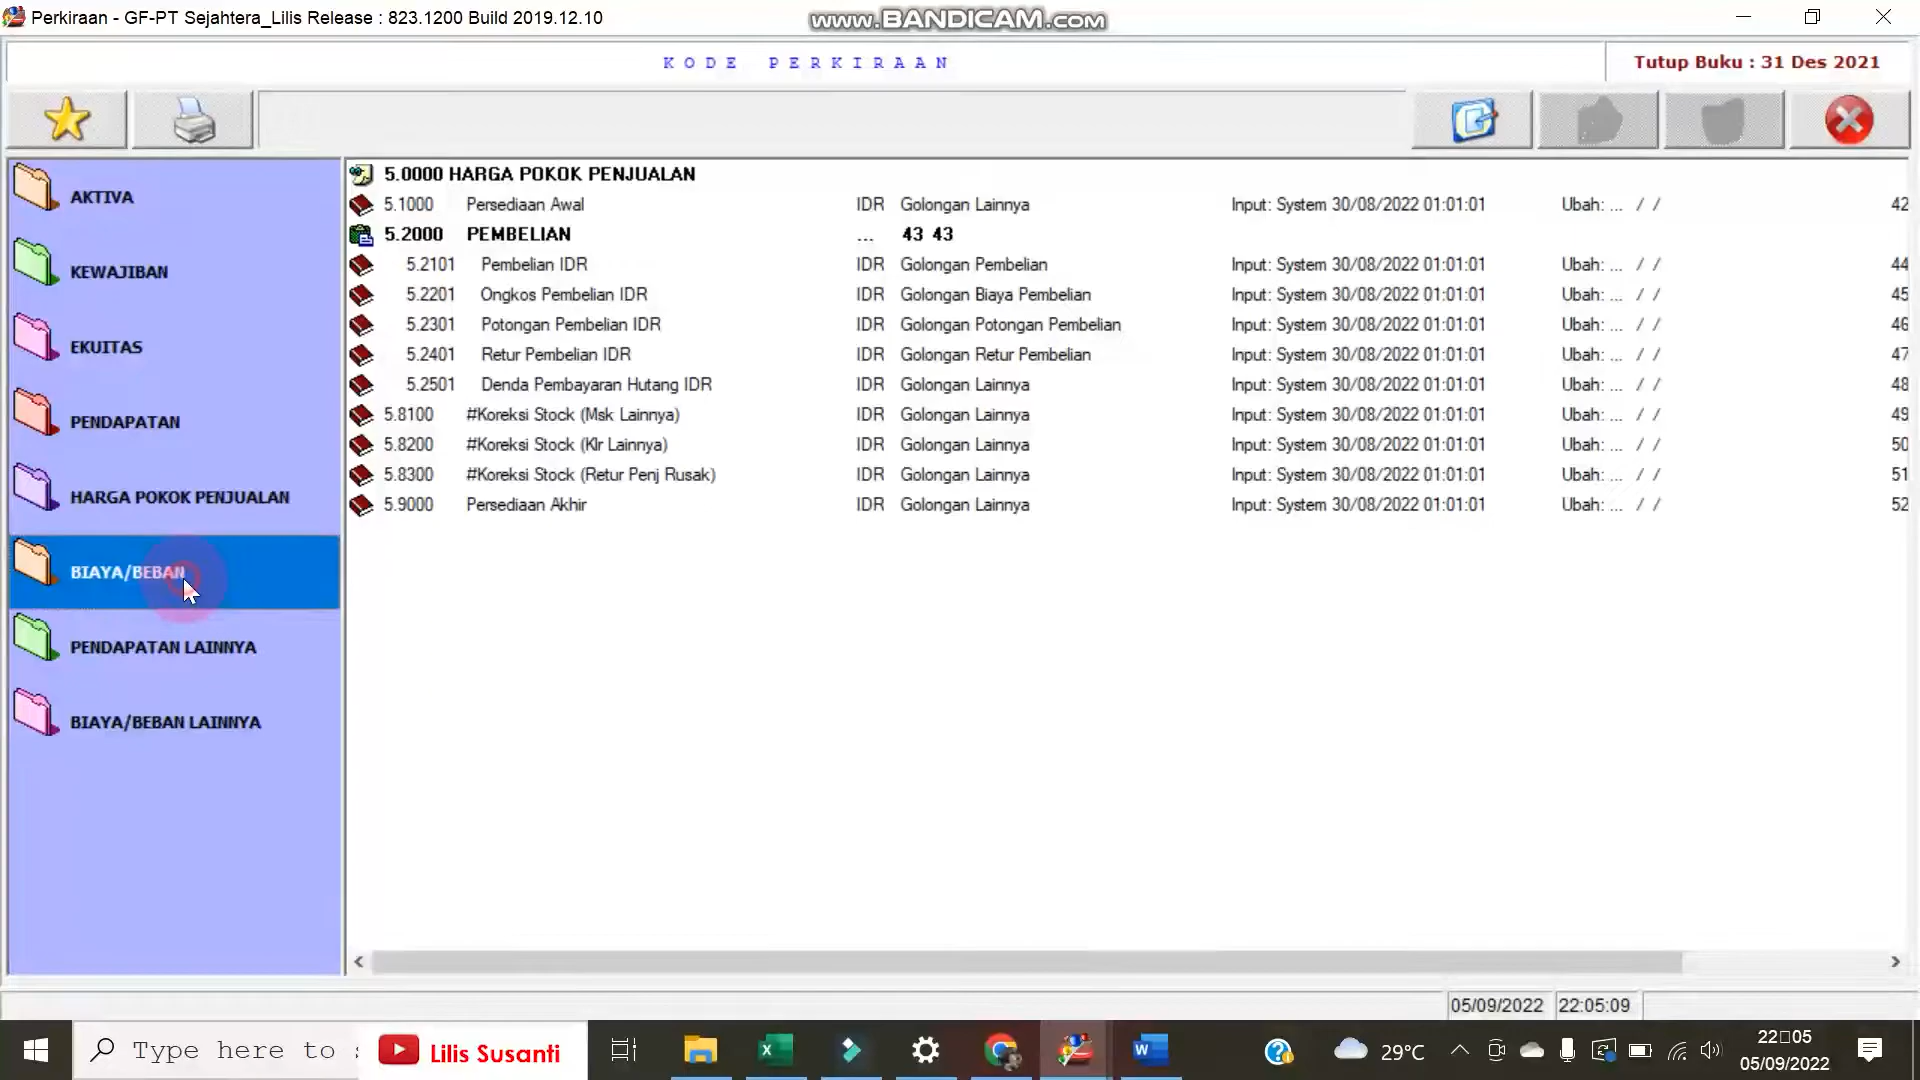 Perkiraan - GF-PT Sejahtera_Lilis Release : 823.1200 Build 2019.12.10
www.BANDICAM.com
KODE PERKIRAAN
Tutup Buku : 31 Des 2021
AKTIVA
KEWAJIBAN
EKUITAS
PENDAPATAN
HARGA POKOK PENJUALAN
BIAYA/BEBAN
PENDAPATAN LAINNYA
BIAYA/BEBAN LAINNYA
5.0000 HARGA POKOK PENJUALAN
5.1000 Persediaan Awal IDR Golongan Lainnya Input: System 30/08/2022 01:01:01 Ubah: ... / / 42
5.2000 PEMBELIAN ... 43 43
5.2101 Pembelian IDR IDR Golongan Pembelian Input: System 30/08/2022 01:01:01 Ubah: ... / / 44
5.2201 Ongkos Pembelian IDR IDR Golongan Biaya Pembelian Input: System 30/08/2022 01:01:01 Ubah: ... / / 45
5.2301 Potongan Pembelian IDR IDR Golongan Potongan Pembelian Input: System 30/08/2022 01:01:01 Ubah: ... / / 46
5.2401 Retur Pembelian IDR IDR Golongan Retur Pembelian Input: System 30/08/2022 01:01:01 Ubah: ... / / 47
5.2501 Denda Pembayaran Hutang IDR IDR Golongan Lainnya Input: System 30/08/2022 01:01:01 Ubah: ... / / 48
5.8100 #Koreksi Stock (Msk Lainnya) IDR Golongan Lainnya Input: System 30/08/2022 01:01:01 Ubah: ... / / 49
5.8200 #Koreksi Stock (Klr Lainnya) IDR Golongan Lainnya Input: System 30/08/2022 01:01:01 Ubah: ... / / 50
5.8300 #Koreksi Stock (Retur Penj Rusak) IDR Golongan Lainnya Input: System 30/08/2022 01:01:01 Ubah: ... / / 51
5.9000 Persediaan Akhir IDR Golongan Lainnya Input: System 30/08/2022 01:01:01 Ubah: ... / / 52
05/09/2022 22:05:09
Type here to s
Lilis Susanti
29°C
22□05
05/09/2022